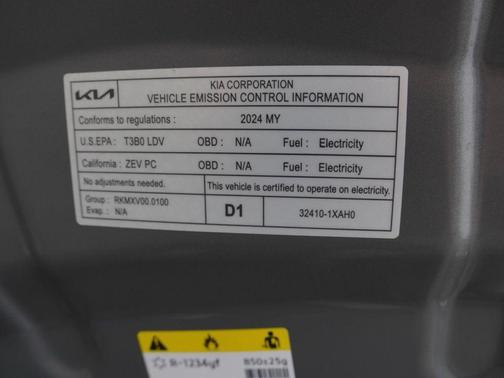 KIA
KIA CORPORATION
VEHICLE EMISSION CONTROL INFORMATION
Conforms to regulations : 2024 MY
U.S.EPA : T3B0 LDV OBD : N/A Fuel : Electricity
California : ZEV PC OBD : N/A Fuel : Electricity
No adjustments needed. This vehicle is certified to operate on electricity.
Group : RKMXV00.0100
Evap. : N/A
D1
32410-1XAH0
R-1234yf 850±25g